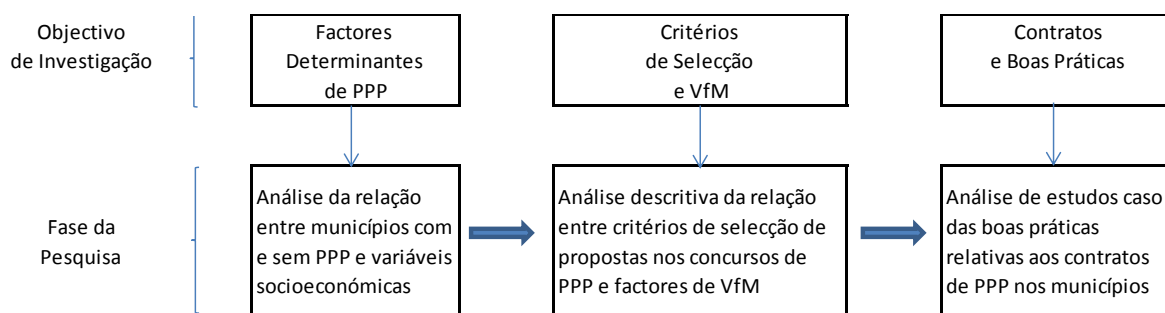 Objectivo
de Investigação
Factores
Determinantes
de PPP
Critérios
de Selecção
e VfM
Contratos
e Boas Práticas
Fase da
Pesquisa
Análise da relação
entre municípios com
e sem PPP e variáveis
socioeconómicas
Análise descritiva da relação
entre critérios de selecção de
propostas nos concursos de
PPP e factores de VfM
Análise de estudos caso
das boas práticas
relativas aos contratos
de PPP nos municípios